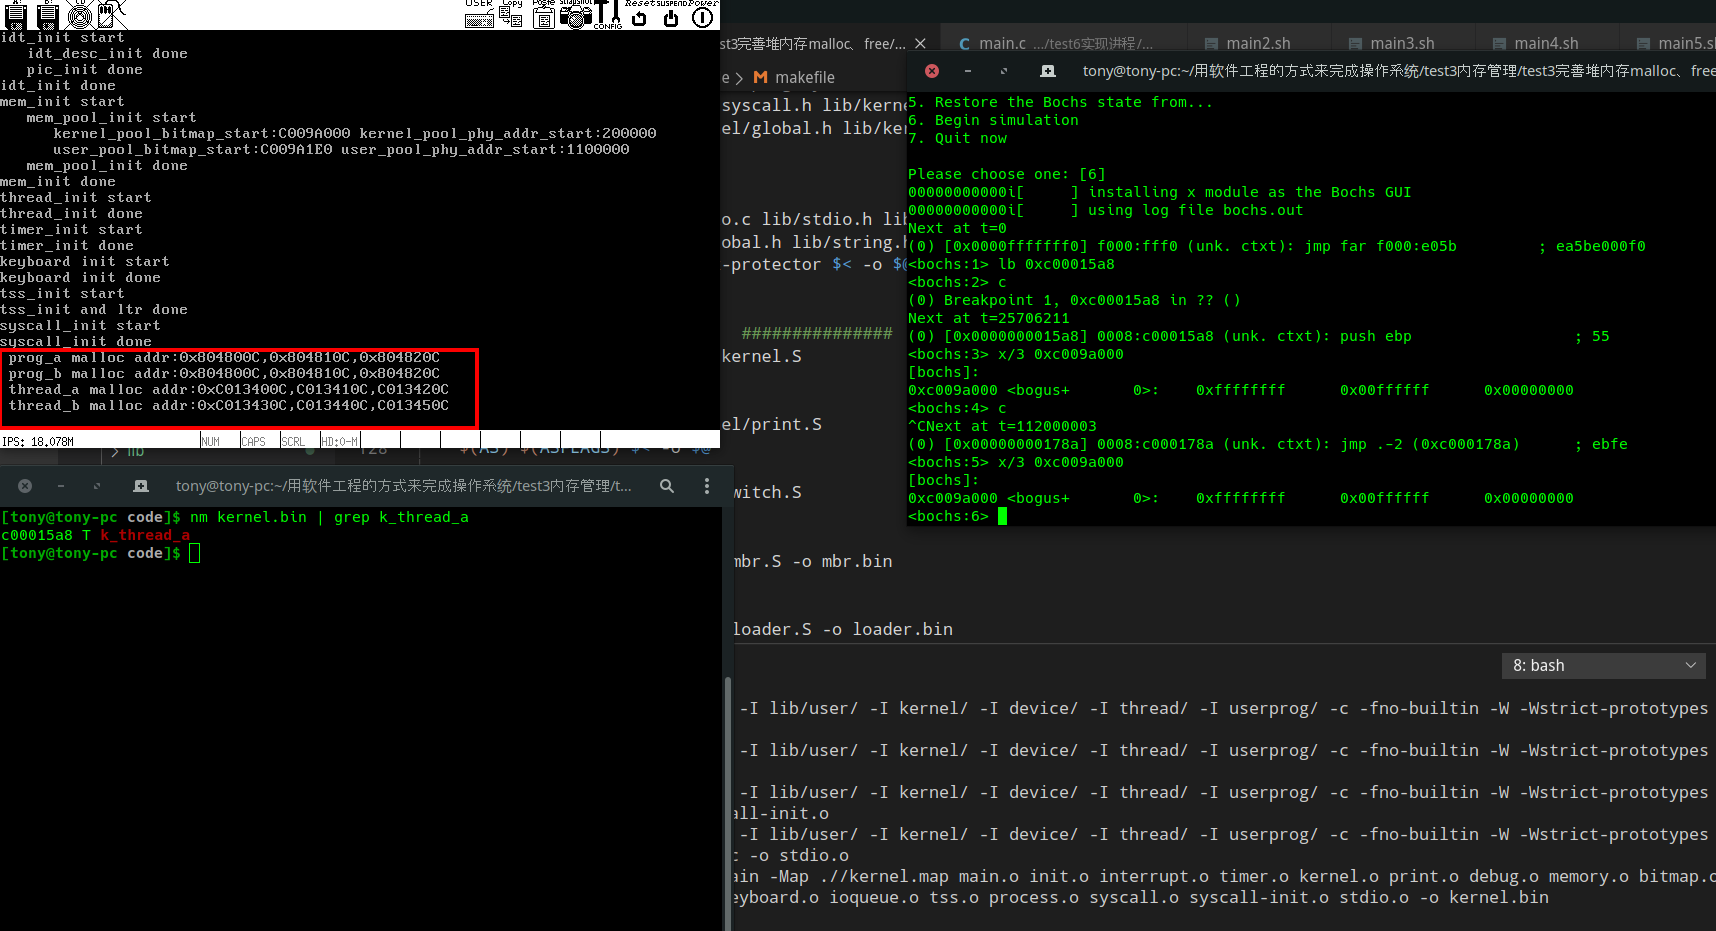 A: B: CD USER Copy Paste snapshot Reset SUSPEND Power
CONFIG
idt_init start
idt_desc_init done
pic_init done
idt_init done
mem_init start
mem_pool_init start
kernel_pool_bitmap_start:C009A000 kernel_pool_phy_addr_start:200000
user_pool_bitmap_start:C009A1E0 user_pool_phy_addr_start:1100000
mem_pool_init done
mem_init done
thread_init start
thread_init done
timer_init start
timer_init done
keyboard init start
keyboard init done
tss_init start
tss_init and ltr done
syscall_init start
syscall_init done
prog_a malloc addr:0x804800C,0x804810C,0x804820C
prog_b malloc addr:0x804800C,0x804810C,0x804820C
thread_a malloc addr:0xC013400C,C013410C,C013420C
thread_b malloc addr:0xC013430C,C013440C,C013450C
IPS: 18.078M NUM CAPS SCRL HD:0-M
lib 128 $(AS) $(ASFLAGS) $< -o $@
tony@tony-pc:~/用软件工程的方式来完成操作系统/test3内存管理/t...
[tony@tony-pc code]$ nm kernel.bin | grep k_thread_a
c00015a8 T k_thread_a
[tony@tony-pc code]$
st3完善堆内存malloc、free/... main.c .../test6实现进程/... main2.sh main3.sh main4.sh main5.sh
e > makefile
syscall.h lib/kerne
el/global.h lib/ker
o.c lib/stdio.h lib
obal.h lib/string.h
-protector $< -o $@
###############
kernel.S
el/print.S
witch.S
mbr.S -o mbr.bin
loader.S -o loader.bin
tony@tony-pc:~/用软件工程的方式来完成操作系统/test3内存管理/test3完善堆内存malloc、free
5. Restore the Bochs state from...
6. Begin simulation
7. Quit now
Please choose one: [6]
00000000000i[      ] installing x module as the Bochs GUI
00000000000i[      ] using log file bochs.out
Next at t=0
(0) [0x0000fffffff0] f000:fff0 (unk. ctxt): jmp far f000:e05b         ; ea5be000f0
<bochs:1> lb 0xc00015a8
<bochs:2> c
(0) Breakpoint 1, 0xc00015a8 in ?? ()
Next at t=25706211
(0) [0x0000000015a8] 0008:c00015a8 (unk. ctxt): push ebp                  ; 55
<bochs:3> x/3 0xc009a000
[bochs]:
0xc009a000 <bogus+       0>:    0xffffffff      0x00ffffff      0x00000000
<bochs:4> c
^CNext at t=112000003
(0) [0x00000000178a] 0008:c000178a (unk. ctxt): jmp .-2 (0xc000178a)      ; ebfe
<bochs:5> x/3 0xc009a000
[bochs]:
0xc009a000 <bogus+       0>:    0xffffffff      0x00ffffff      0x00000000
<bochs:6>
8: bash
-I lib/user/ -I kernel/ -I device/ -I thread/ -I userprog/ -c -fno-builtin -W -Wstrict-prototypes
-I lib/user/ -I kernel/ -I device/ -I thread/ -I userprog/ -c -fno-builtin -W -Wstrict-prototypes
-I lib/user/ -I kernel/ -I device/ -I thread/ -I userprog/ -c -fno-builtin -W -Wstrict-prototypes
all-init.o
-I lib/user/ -I kernel/ -I device/ -I thread/ -I userprog/ -c -fno-builtin -W -Wstrict-prototypes
c -o stdio.o
ain -Map .//kernel.map main.o init.o interrupt.o timer.o kernel.o print.o debug.o memory.o bitmap.o
eyboard.o ioqueue.o tss.o process.o syscall.o syscall-init.o stdio.o -o kernel.bin